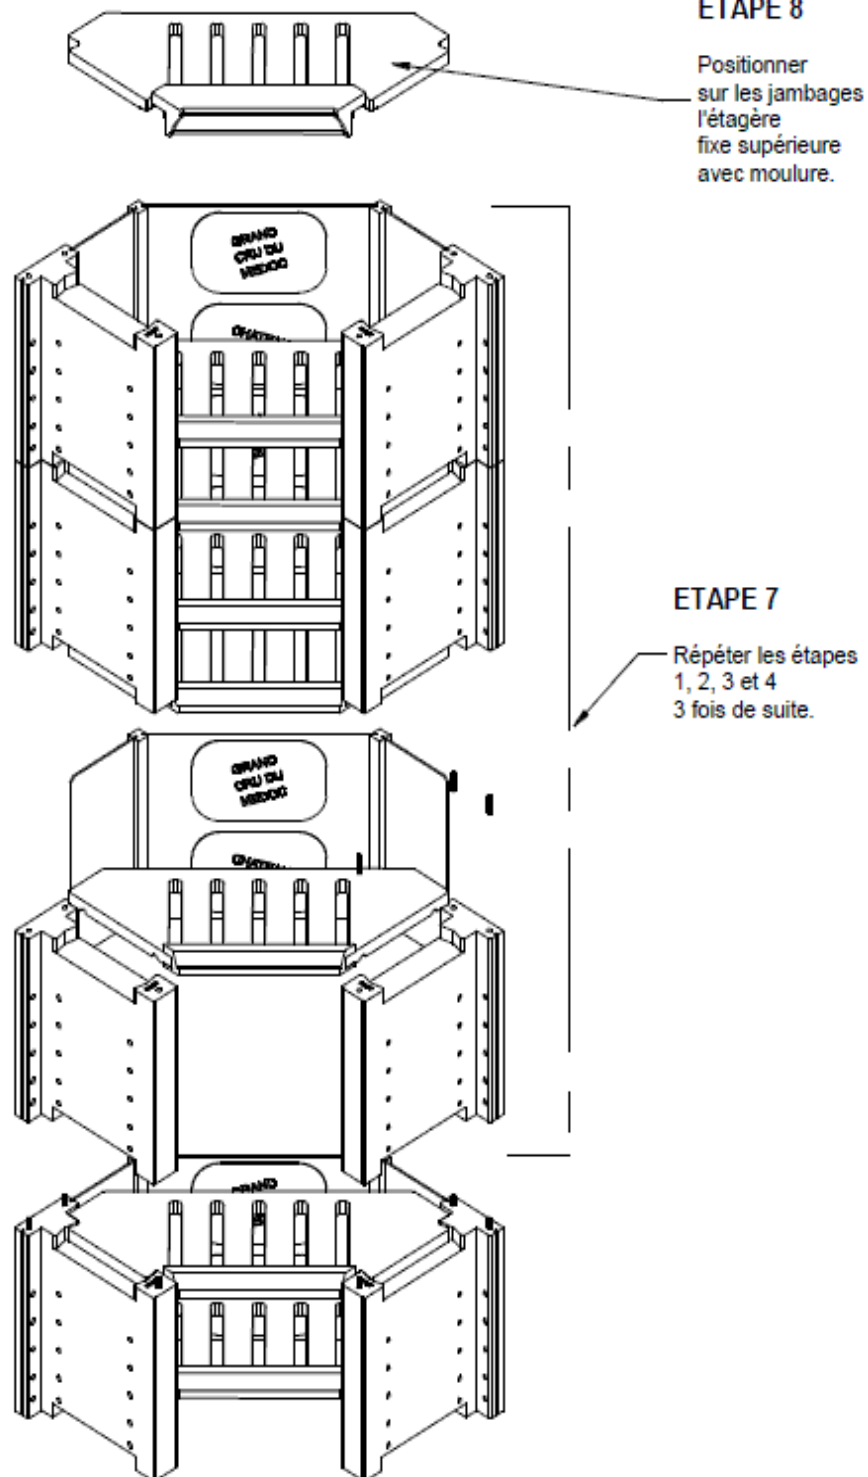 ETAPE 8
Positionner
sur les jambages
l'étagère
fixe supérieure
avec moulure.
GRAND
CRU DU
MEDOC
ETAPE 7
Répéter les étapes
1, 2, 3 et 4
3 fois de suite.
GRAND
CRU DU
MEDOC
GRAND